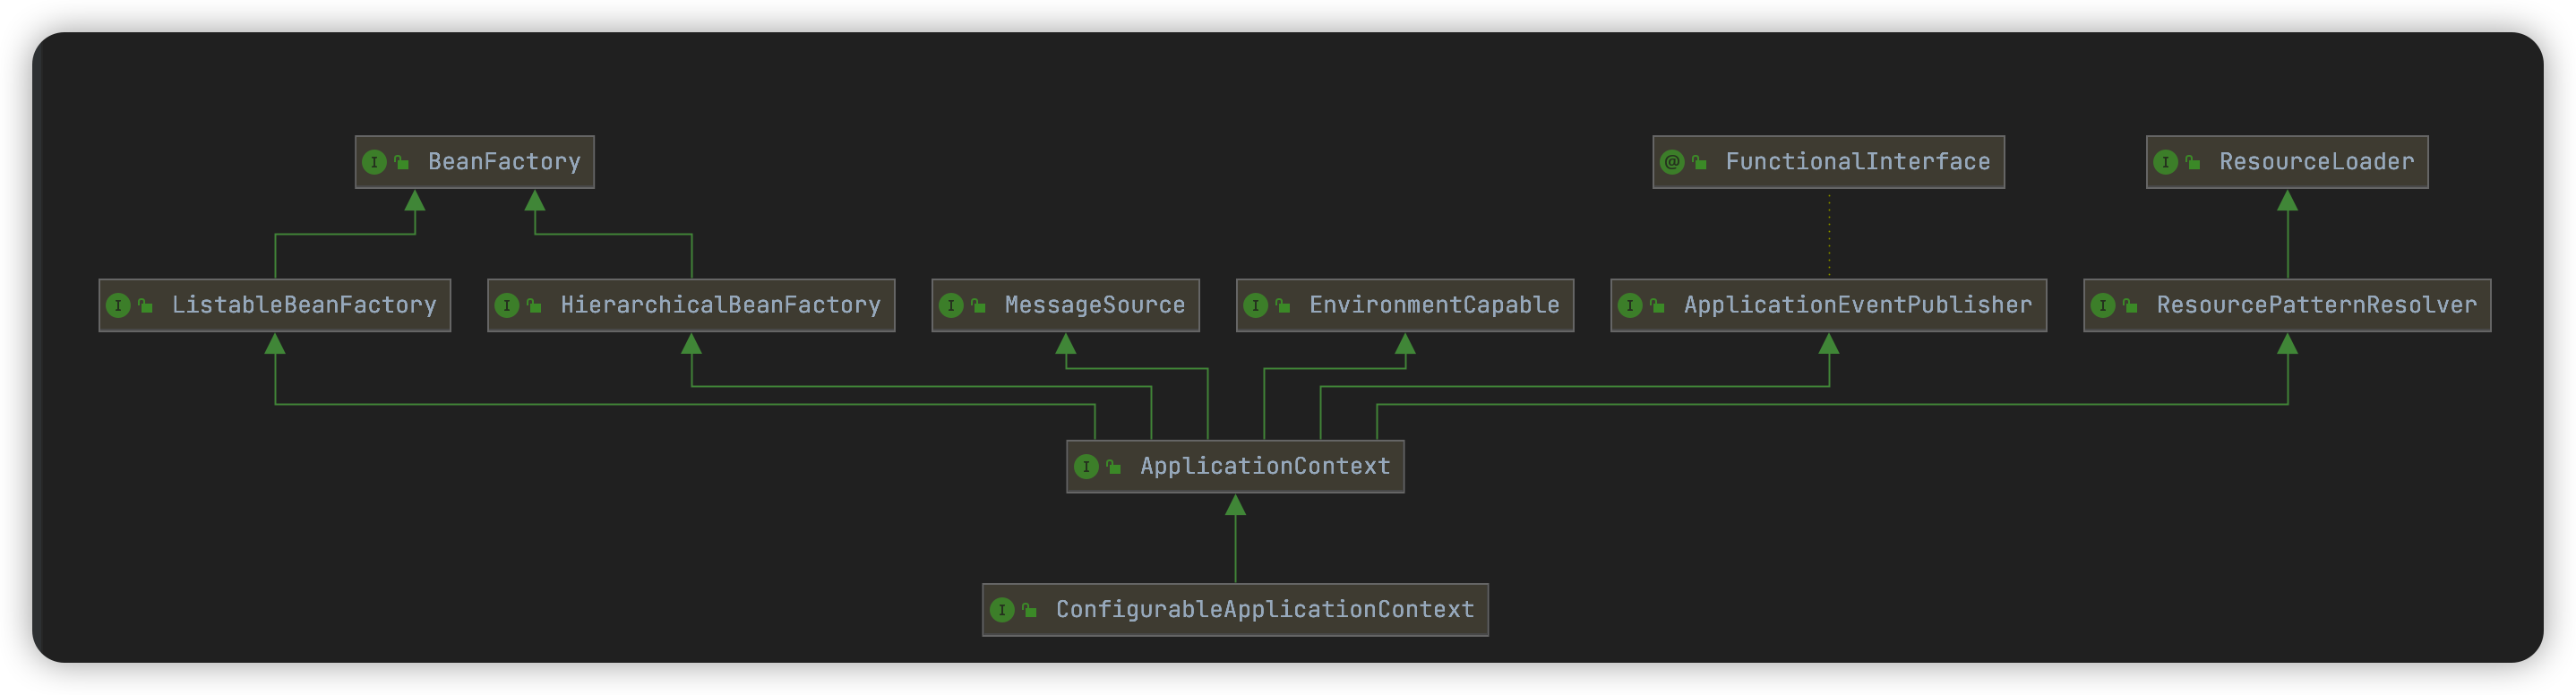 BeanFactory
FunctionalInterface
ResourceLoader
ListableBeanFactory
HierarchicalBeanFactory
MessageSource
EnvironmentCapable
ApplicationEventPublisher
ResourcePatternResolver
ApplicationContext
ConfigurableApplicationContext